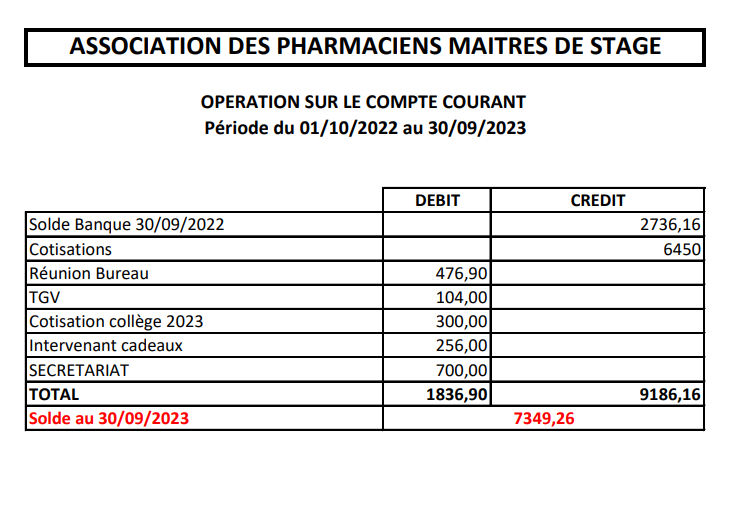 ASSOCIATION DES PHARMACIENS MAITRES DE STAGE
OPERATION SUR LE COMPTE COURANT
Période du 01/10/2022 au 30/09/2023
DEBIT CREDIT
Solde Banque 30/09/2022 2736,16
Cotisations 6450
Réunion Bureau 476,90
TGV 104,00
Cotisation collège 2023 300,00
Intervenant cadeaux 256,00
SECRETARIAT 700,00
TOTAL 1836,90 9186,16
Solde au 30/09/2023 7349,26